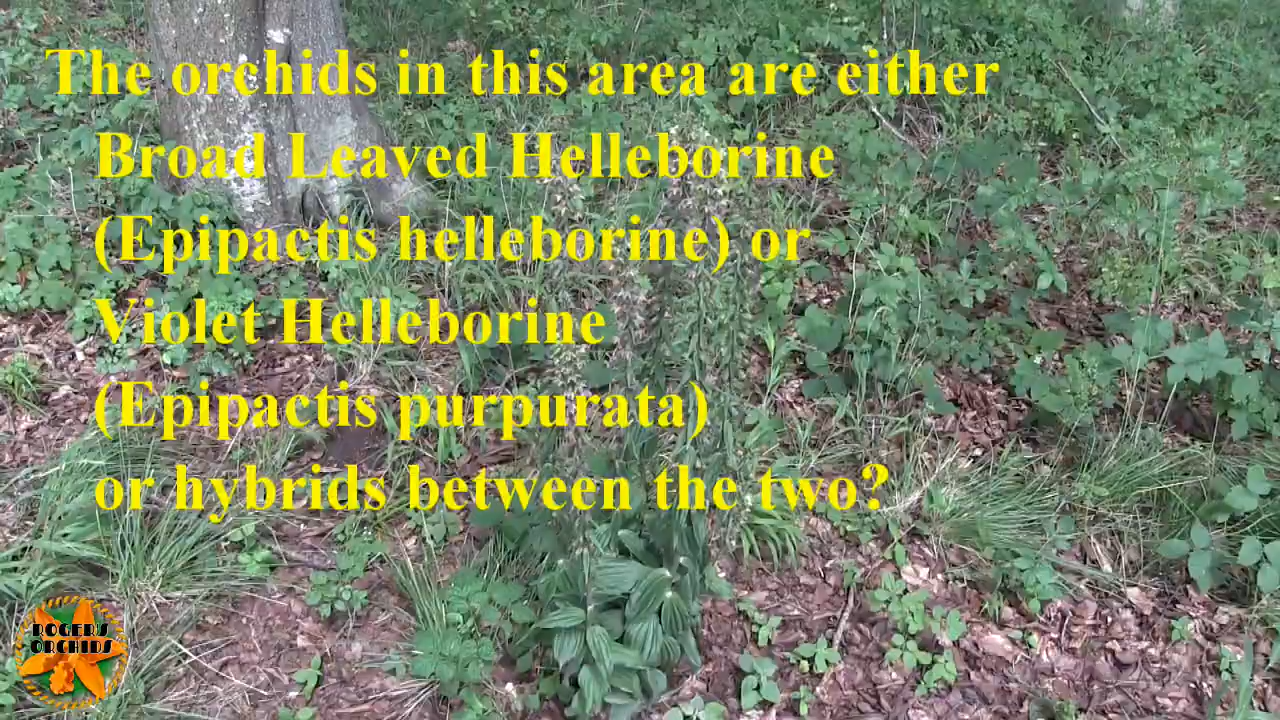 The orchids in this area are either
Broad Leaved Helleborine
(Epipactis helleborine) or
Violet Helleborine
(Epipactis purpurata)
or hybrids between the two?
ROGER'S
ORCHIDS